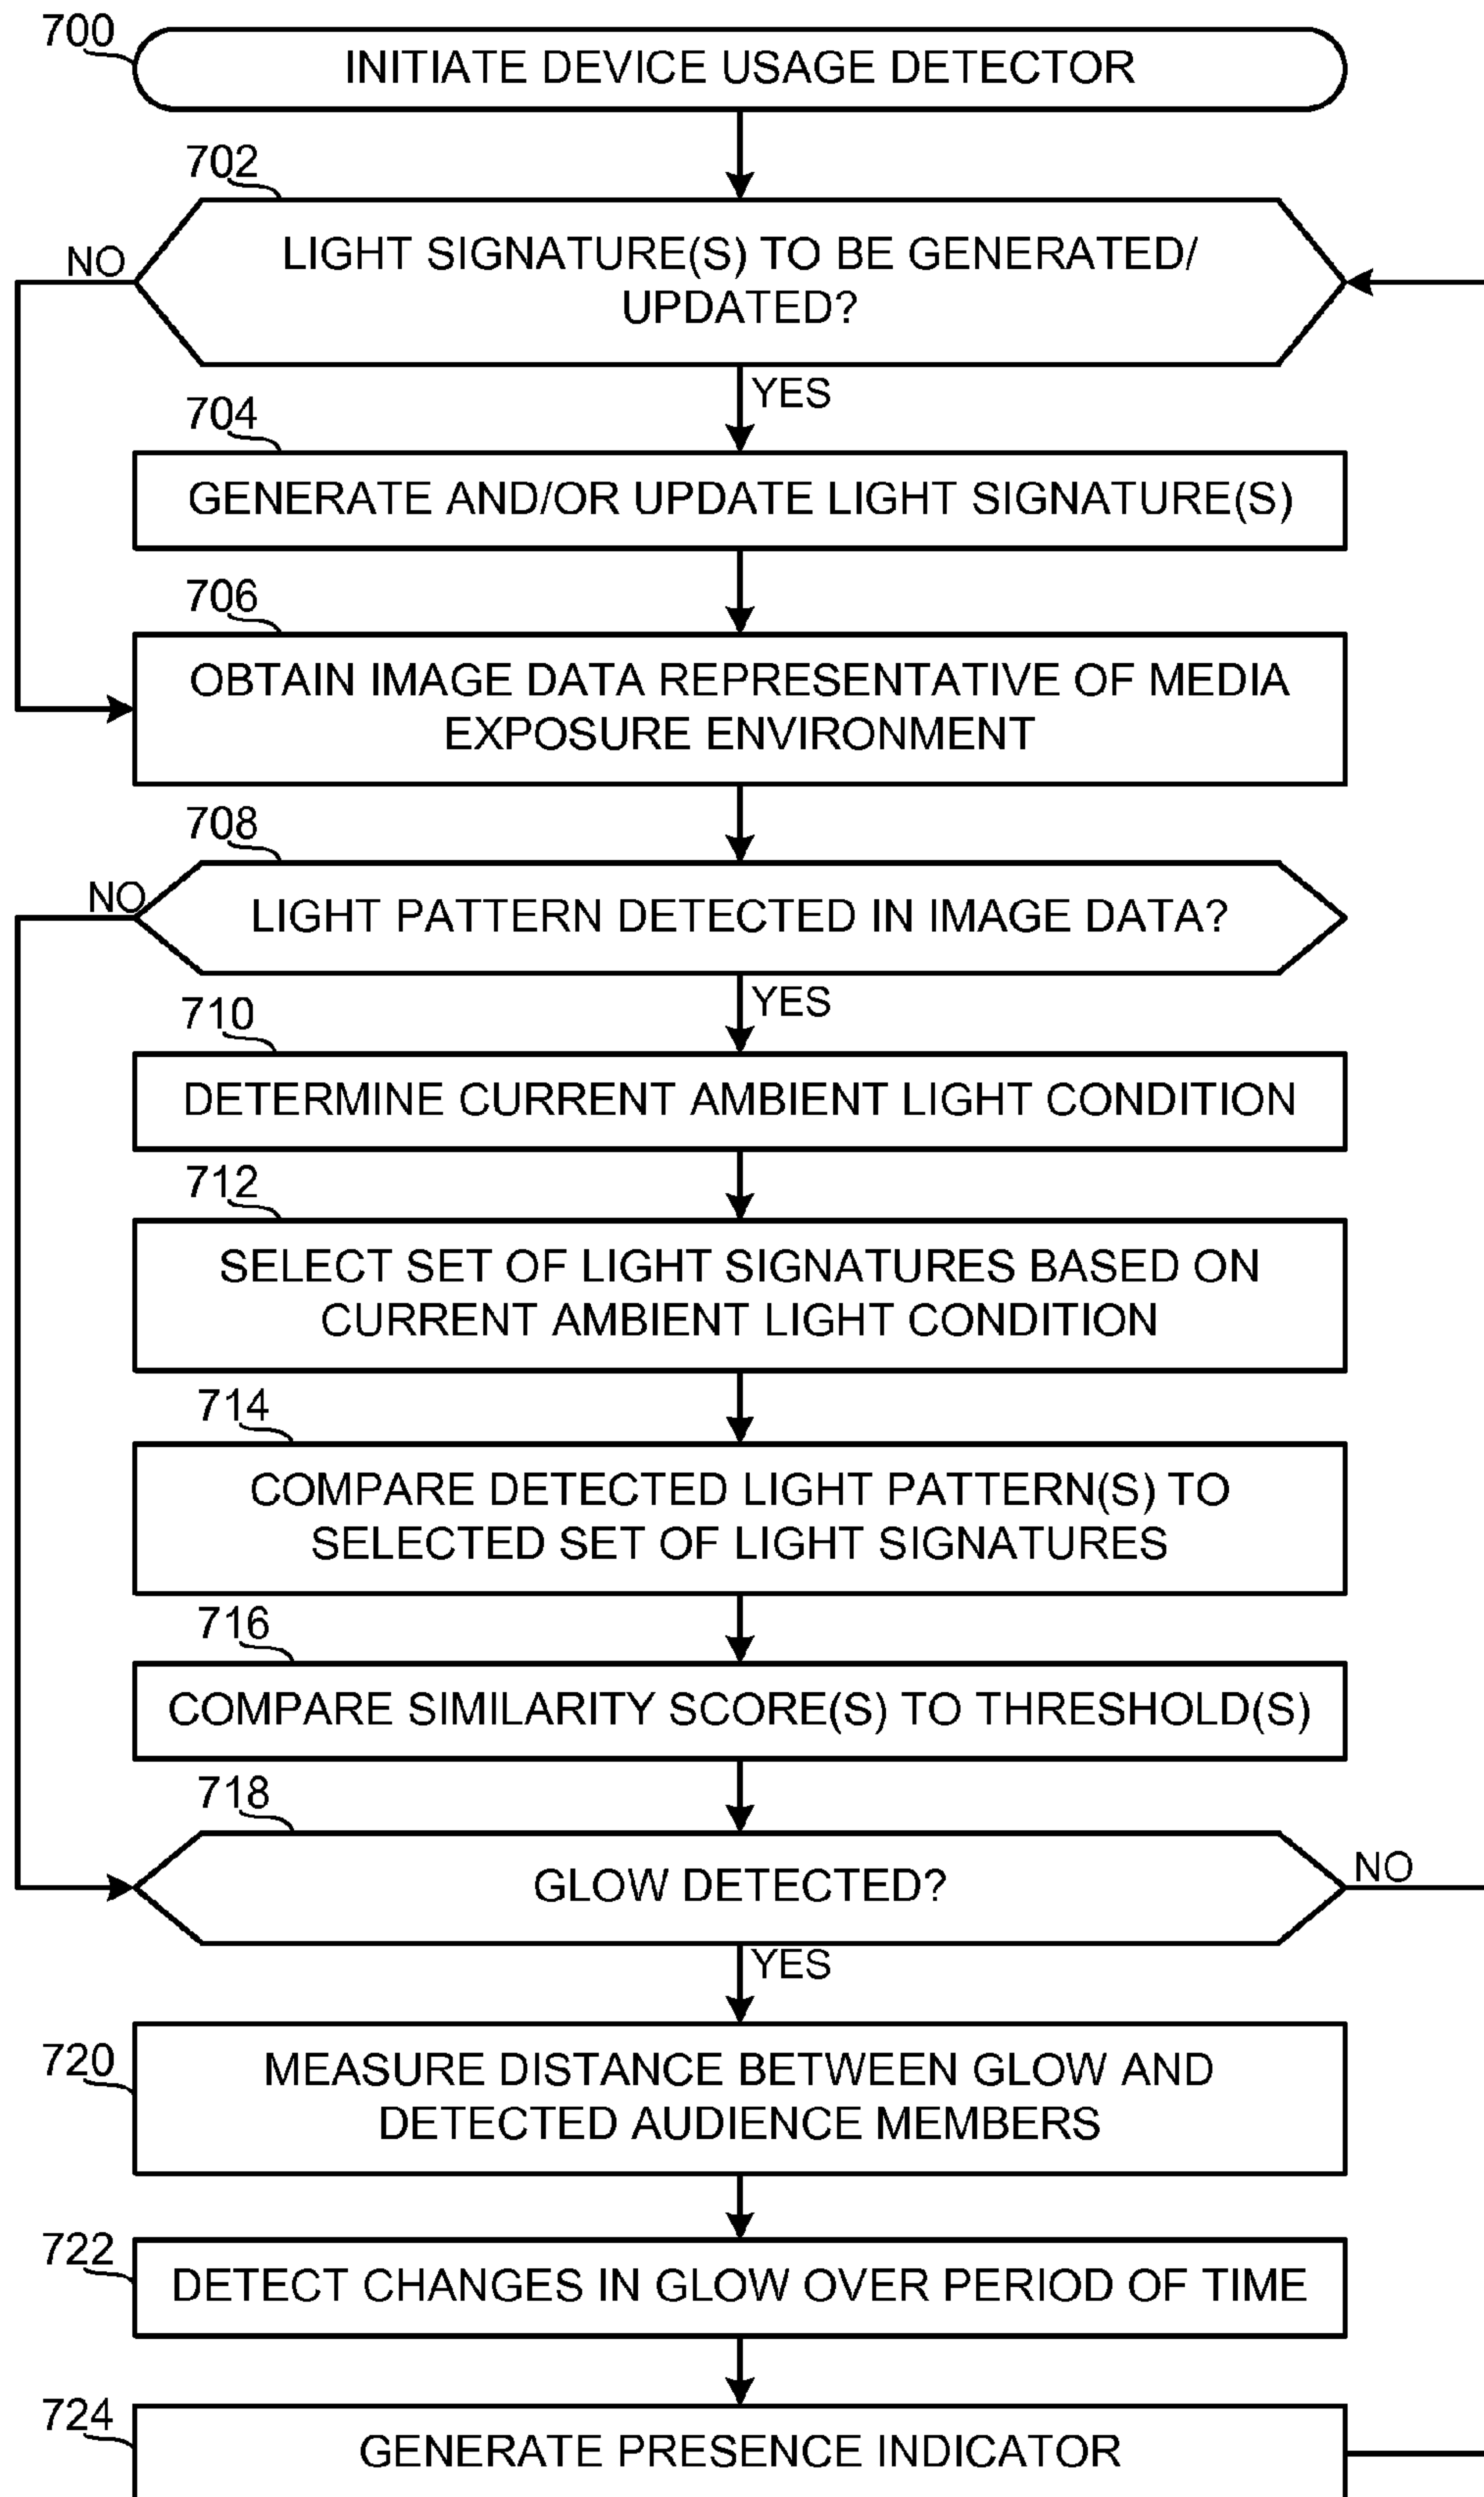 700
INITIATE DEVICE USAGE DETECTOR
702
NO
LIGHT SIGNATURE(S) TO BE GENERATED/
UPDATED?
YES
704
GENERATE AND/OR UPDATE LIGHT SIGNATURE(S)
706
OBTAIN IMAGE DATA REPRESENTATIVE OF MEDIA
EXPOSURE ENVIRONMENT
708
NO
LIGHT PATTERN DETECTED IN IMAGE DATA?
YES
710
DETERMINE CURRENT AMBIENT LIGHT CONDITION
712
SELECT SET OF LIGHT SIGNATURES BASED ON
CURRENT AMBIENT LIGHT CONDITION
714
COMPARE DETECTED LIGHT PATTERN(S) TO
SELECTED SET OF LIGHT SIGNATURES
716
COMPARE SIMILARITY SCORE(S) TO THRESHOLD(S)
718
GLOW DETECTED?
NO
YES
720
MEASURE DISTANCE BETWEEN GLOW AND
DETECTED AUDIENCE MEMBERS
722
DETECT CHANGES IN GLOW OVER PERIOD OF TIME
724
GENERATE PRESENCE INDICATOR